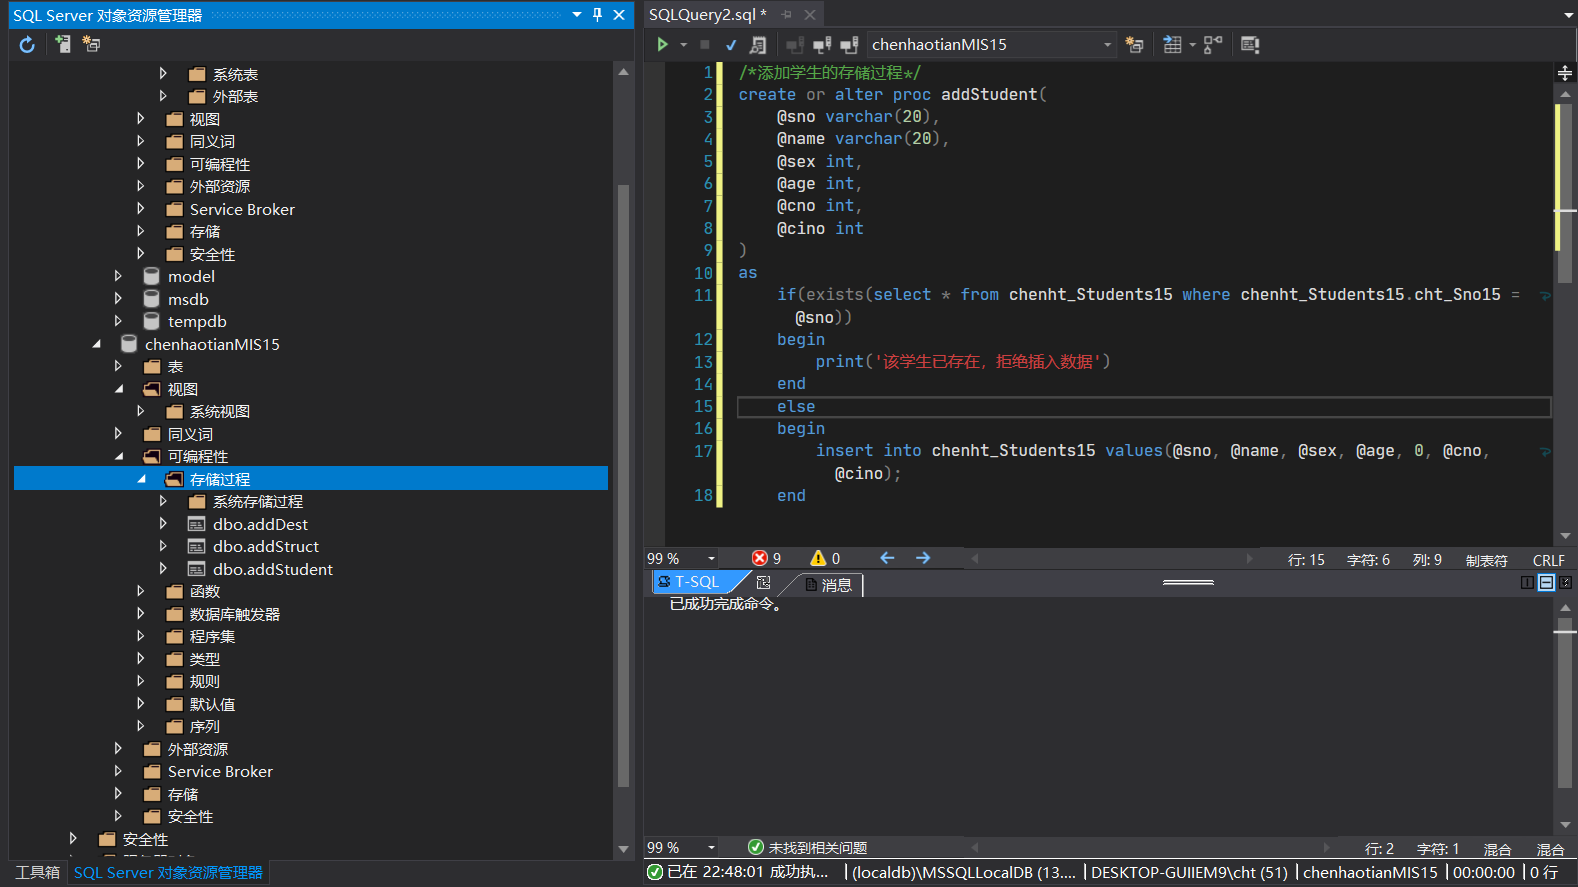 SQL Server 对象资源管理器
系统表
外部表
视图
同义词
可编程性
外部资源
Service Broker
存储
安全性
model
msdb
tempdb
chenhaotianMIS15
表
视图
系统视图
同义词
可编程性
存储过程
系统存储过程
dbo.addDest
dbo.addStruct
dbo.addStudent
函数
数据库触发器
程序集
类型
规则
默认值
序列
外部资源
Service Broker
存储
安全性
安全性
工具箱 SQL Server 对象资源管理器
SQLQuery2.sql *
chenhaotianMIS15
1 /*添加学生的存储过程*/
2 create or alter proc addStudent(
3 @sno varchar(20),
4 @name varchar(20),
5 @sex int,
6 @age int,
7 @cno int,
8 @cino int
9 )
10 as
11 if(exists(select * from chenht_Students15 where chenht_Students15.cht_Sno15 =
@sno))
12 begin
13 print('该学生已存在，拒绝插入数据')
14 end
15 else
16 begin
17 insert into chenht_Students15 values(@sno, @name, @sex, @age, 0, @cno,
@cino);
18 end
99 % 9 0 行: 15 字符: 6 列: 9 制表符 CRLF
T-SQL 消息
已成功完成命令。
99 % 未找到相关问题 行: 2 字符: 1 混合 混合
已在 22:48:01 成功执... (localdb)\MSSQLLocalDB (13.... DESKTOP-GUIIEM9\cht (51) chenhaotianMIS15 00:00:00 0 行